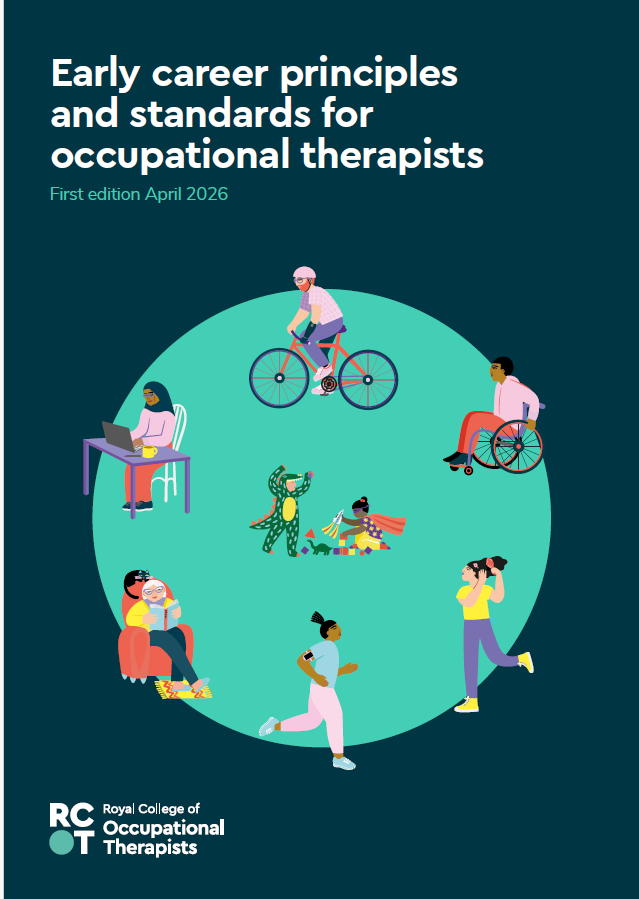 Early career principles
and standards for
occupational therapists
First edition April 2026
RC
OT
Royal College of
Occupational
Therapists